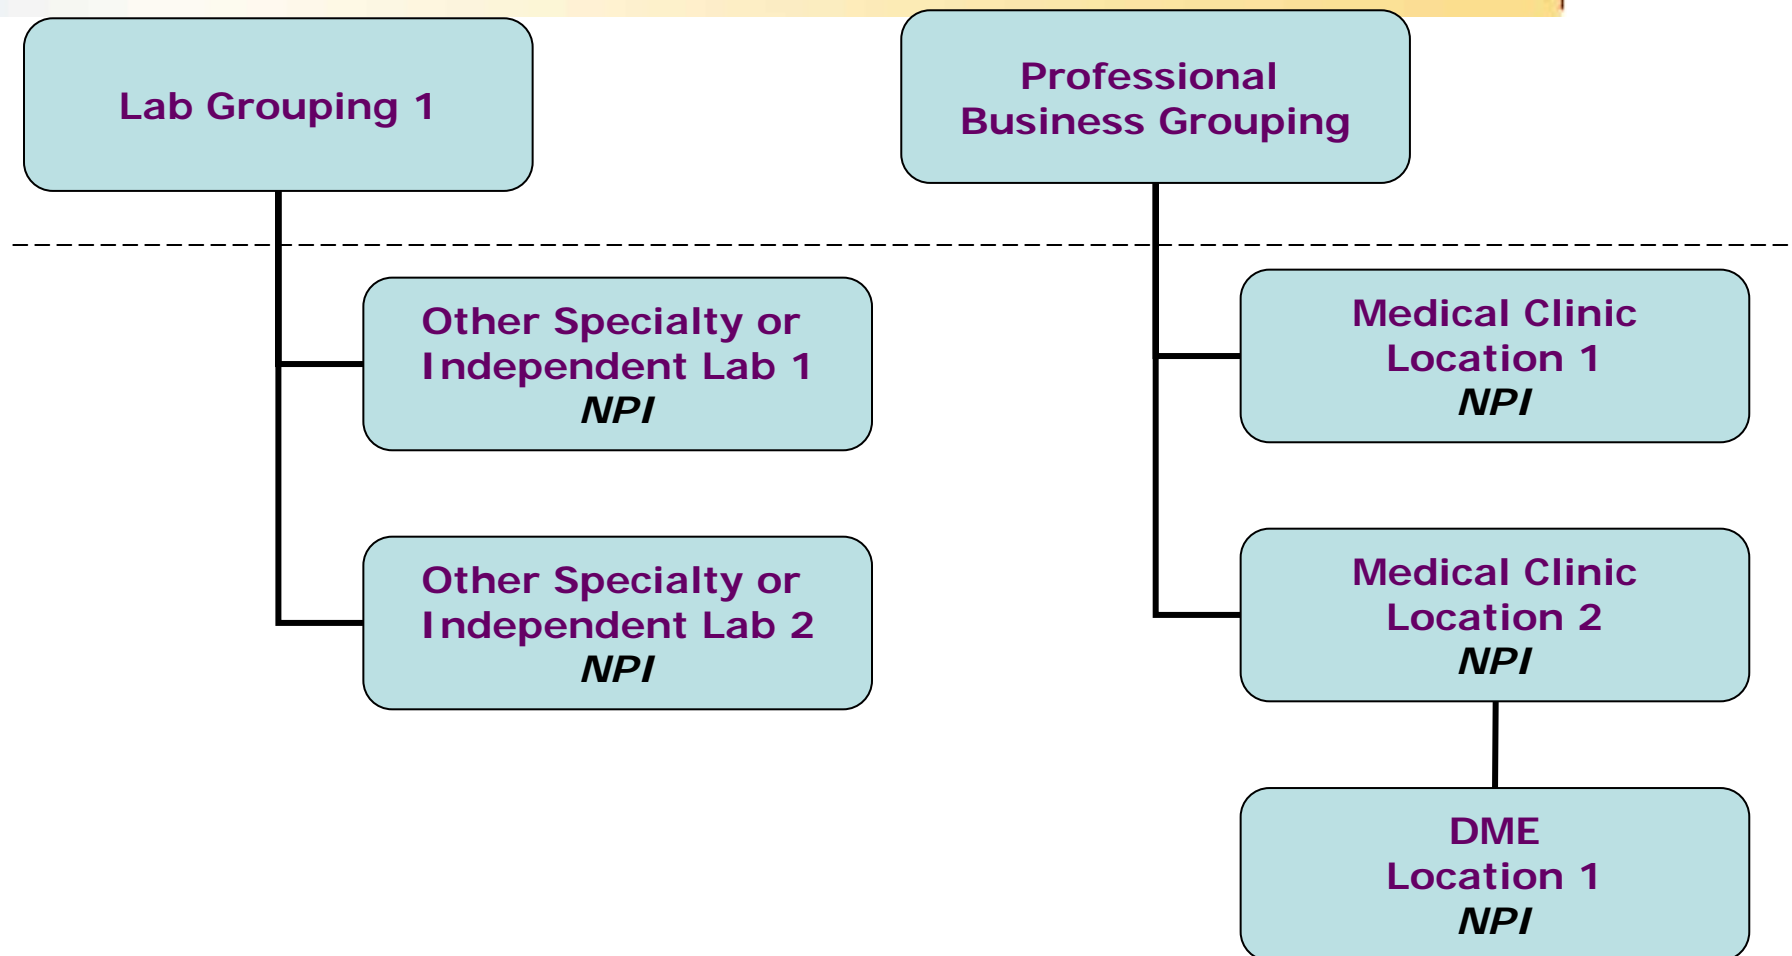 Lab Grouping 1
Professional
Business Grouping
Other Specialty or
Independent Lab 1
NPI
Medical Clinic
Location 1
NPI
Other Specialty or
Independent Lab 2
NPI
Medical Clinic
Location 2
NPI
DME
Location 1
NPI